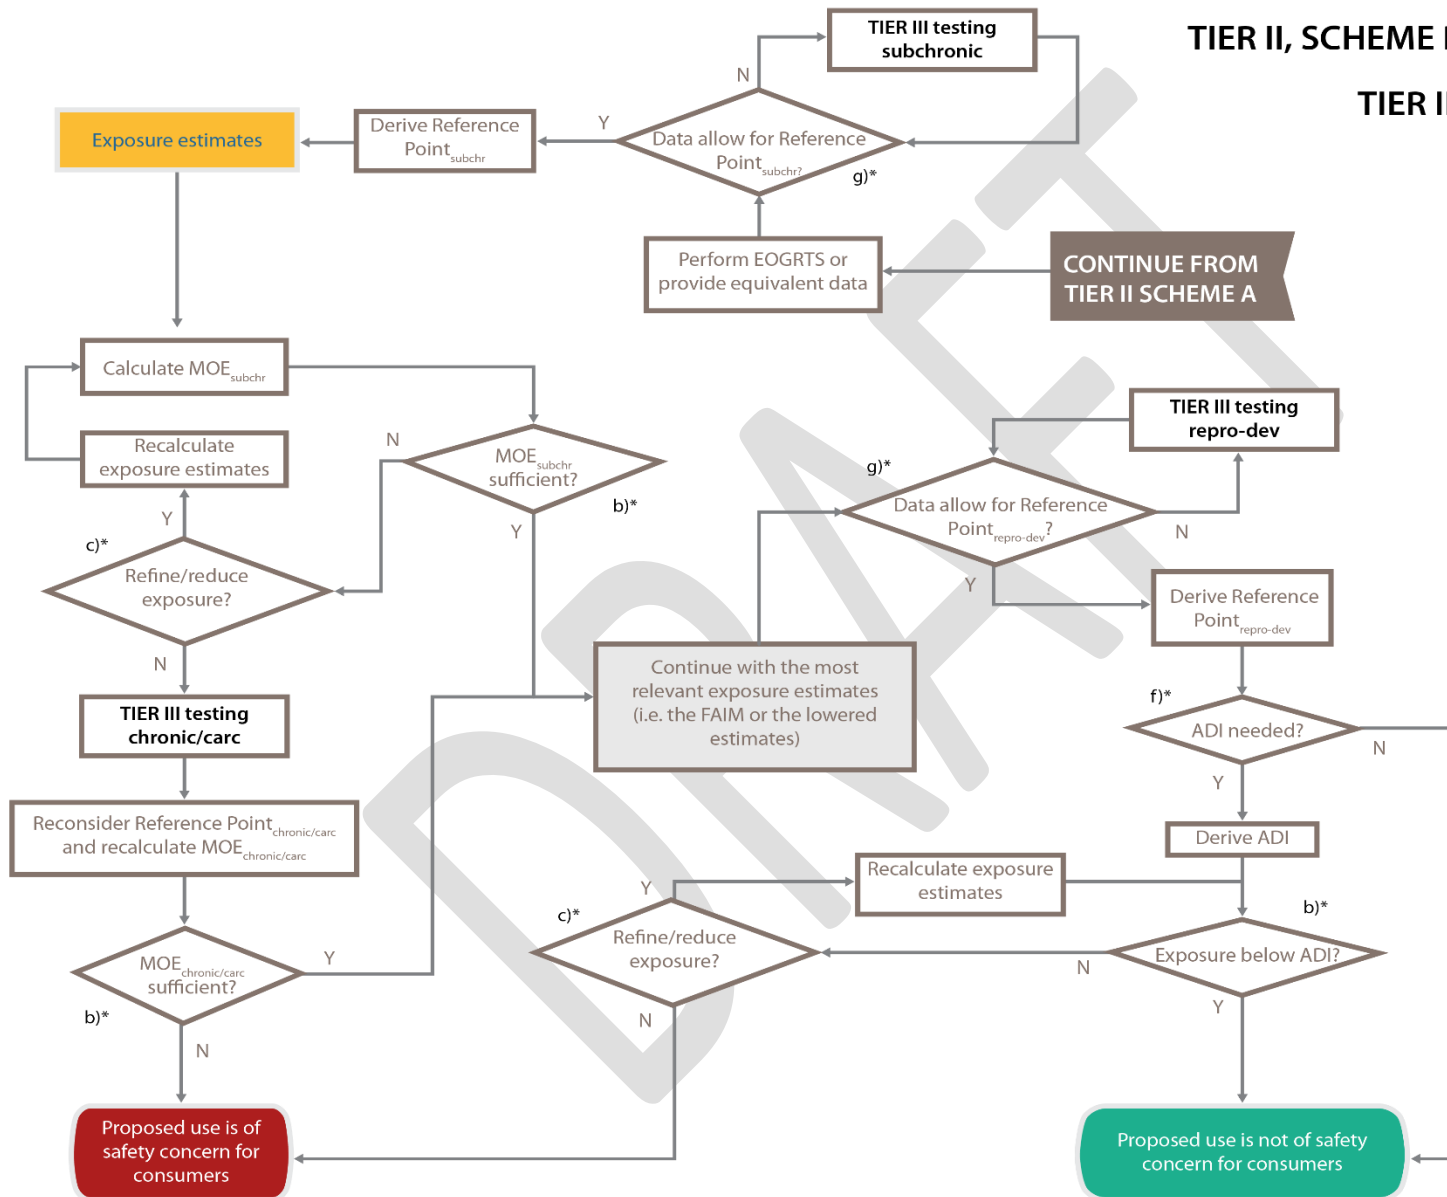 TIER II, SCHEME
TIER
TIER III testing
subchronic
N
Exposure estimates
Derive Reference
Point subchr
Y
Data allow for Reference
Point subchr?
g)*
Perform EOGRTS or
provide equivalent data
CONTINUE FROM
TIER II SCHEME A
Calculate MOE subchr
Recalculate
exposure estimates
N
MOE subchr
sufficient?
b)*
Y
Y
c)*
Refine/reduce
exposure?
N
TIER III testing
chronic/carc
Reconsider Reference Point chronic/carc
and recalculate MOE chronic/carc
MOE chronic/carc
sufficient?
b)*
Y
N
Proposed use is of
safety concern for
consumers
TIER III testing
repro-dev
g)*
Data allow for Reference
Point repro-dev?
N
Y
Derive Reference
Point repro-dev
Continue with the most
relevant exposure estimates
(i.e. the FAIM or the lowered
estimates)
f)*
ADI needed?
N
Y
Derive ADI
Recalculate exposure
estimates
Y
c)*
Refine/reduce
exposure?
N
b)*
Exposure below ADI?
N
Y
Proposed use is not of safety
concern for consumers
DRAFT